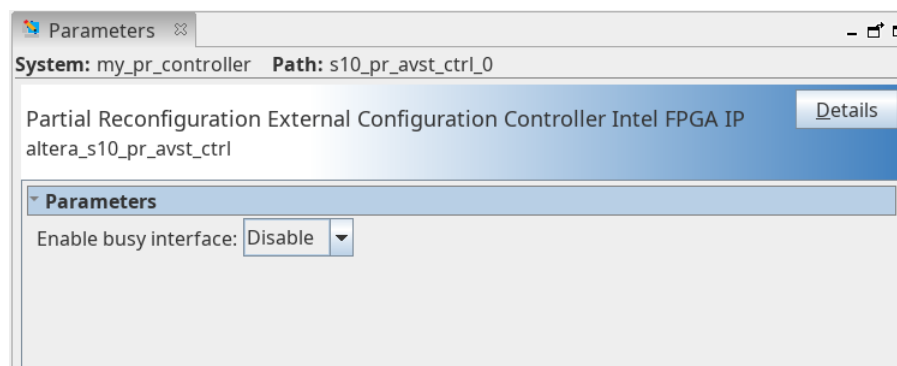 Parameters
System: my_pr_controller Path: s10_pr_avst_ctrl_0
Partial Reconfiguration External Configuration Controller Intel FPGA IP
Details
altera_s10_pr_avst_ctrl
Parameters
Enable busy interface: Disable